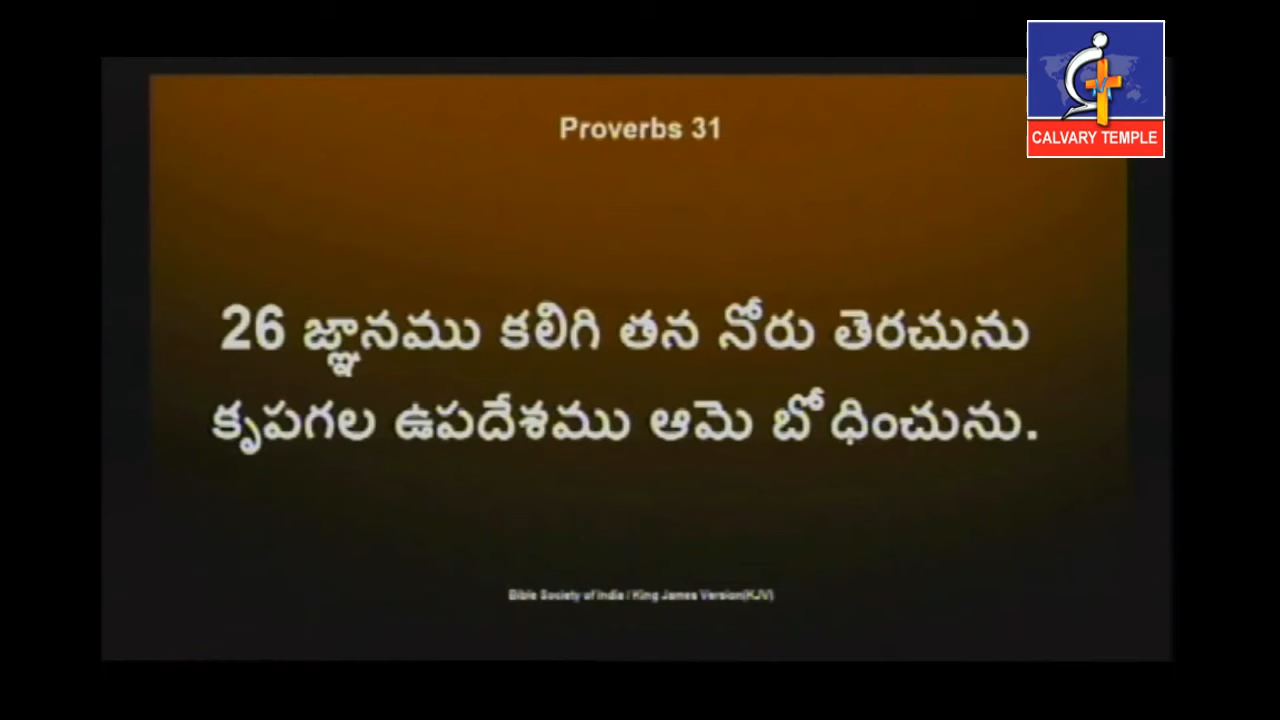 CALVARY TEMPLE
Proverbs 31
26 జ్ఞానము కలిగి తన నోరు తెరచును
కృపగల ఉపదేశము ఆమె బోధించును.
Bible Society of India / King James Version(KJV)